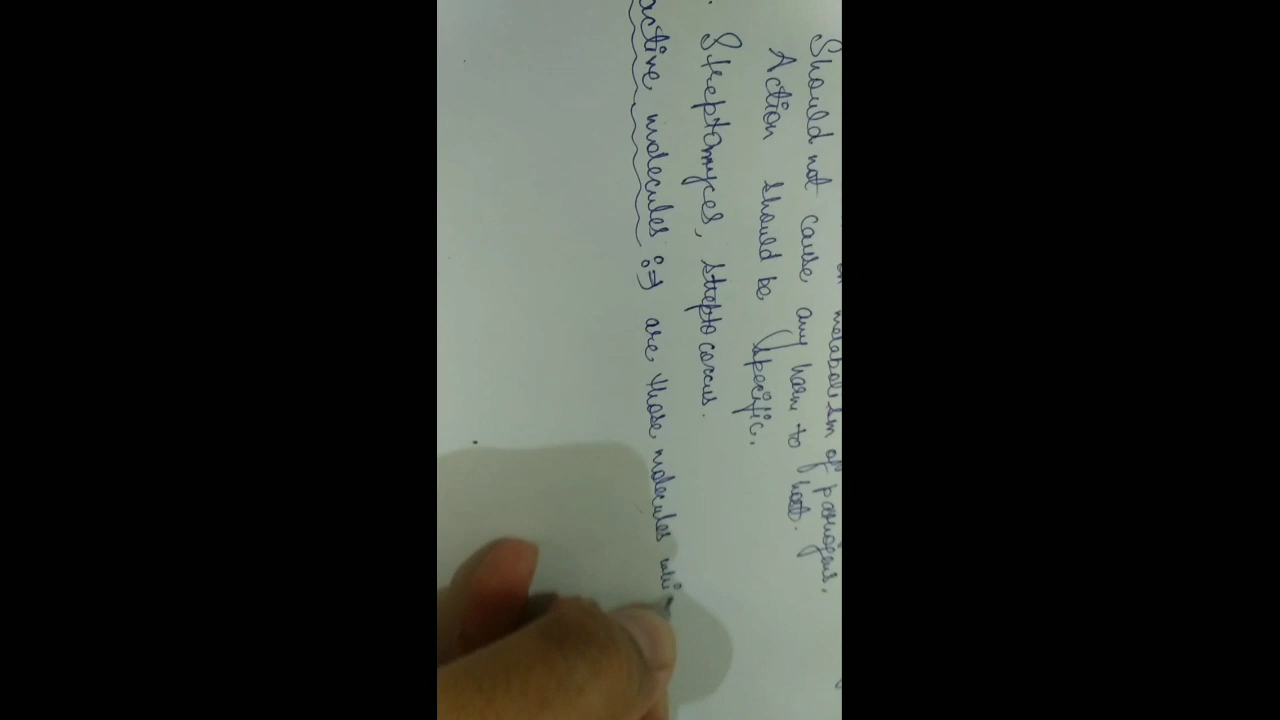 on metabolism of pathogens.
Should not cause any harm to host.
Action should be specific.
Streptomyces, streptococcus.
active molecules :⇒ are those molecules whi